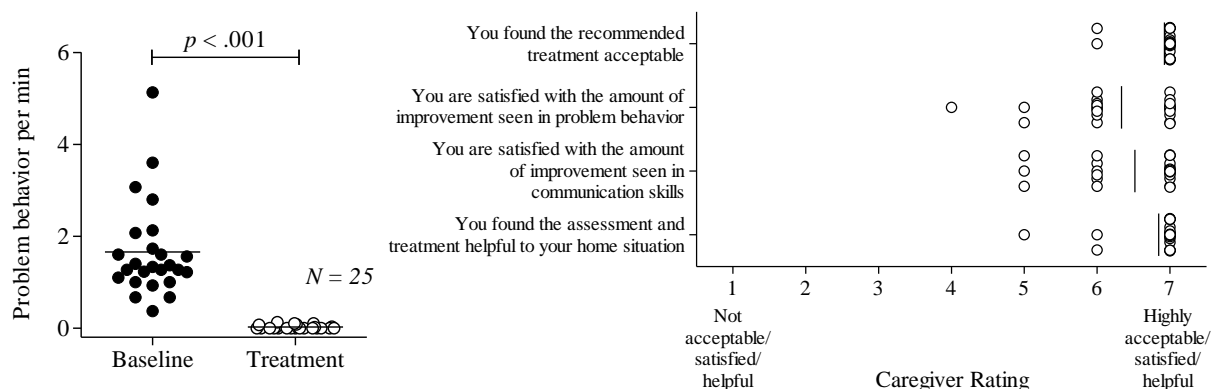 p < .001
6
4
2
0
Problem behavior per min
N = 25
Baseline
Treatment
You found the recommended
treatment acceptable
You are satisfied with the amount of
improvement seen in problem behavior
You are satisfied with the amount
of improvement seen in
communication skills
You found the assessment and
treatment helpful to your home situation
1 2 3 4 5 6 7
Not
acceptable/
satisfied/
helpful
Highly
acceptable/
satisfied/
helpful
Caregiver Rating